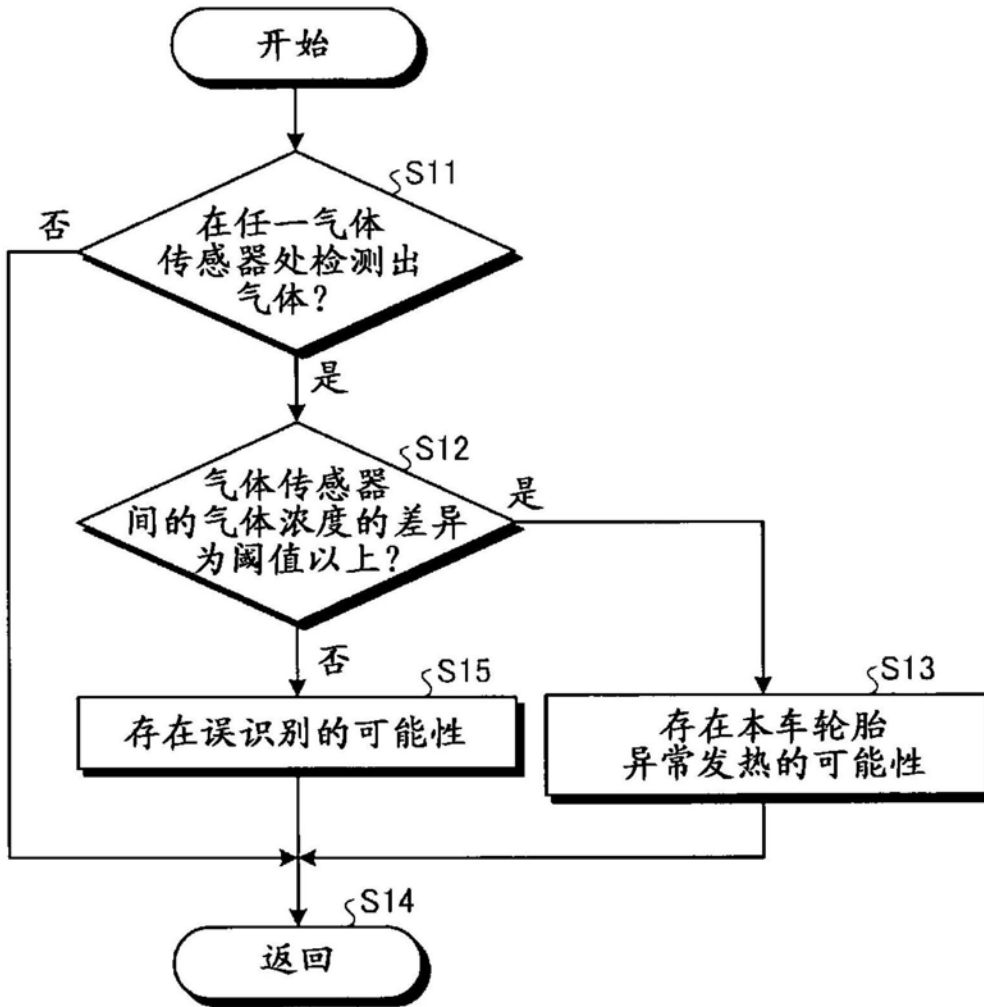 开始
S11
否
在任一气体
传感器处检测出
气体?
是
S12
气体传感器
间的气体浓度的差异
为阈值以上?
是
否
S15
存在误识别的可能性
S13
存在本车轮胎
异常发热的可能性
S14
返回